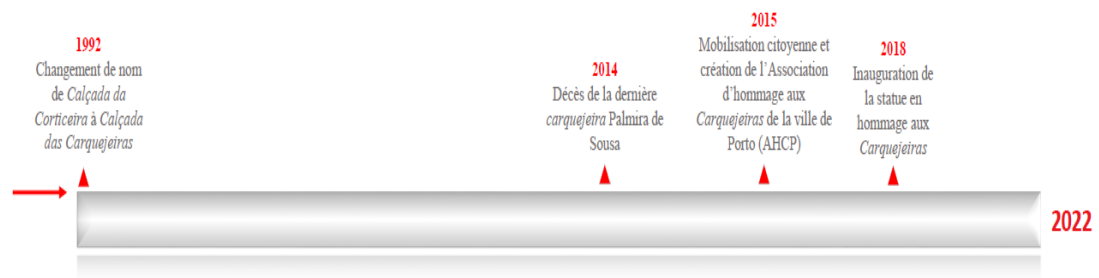 1992
Changement de nom
de Calçada da
Corticeira à Calçada
das Carquejeiras
2014
Décès de la dernière
carquejeira Palmira de
Sousa
2015
Mobilisation citoyenne et
création de l'Association
d'hommage aux
Carquejeiras de la ville de
Porto (AHCP)
2018
Inauguration de
la statue en
hommage aux
Carquejeiras
2022